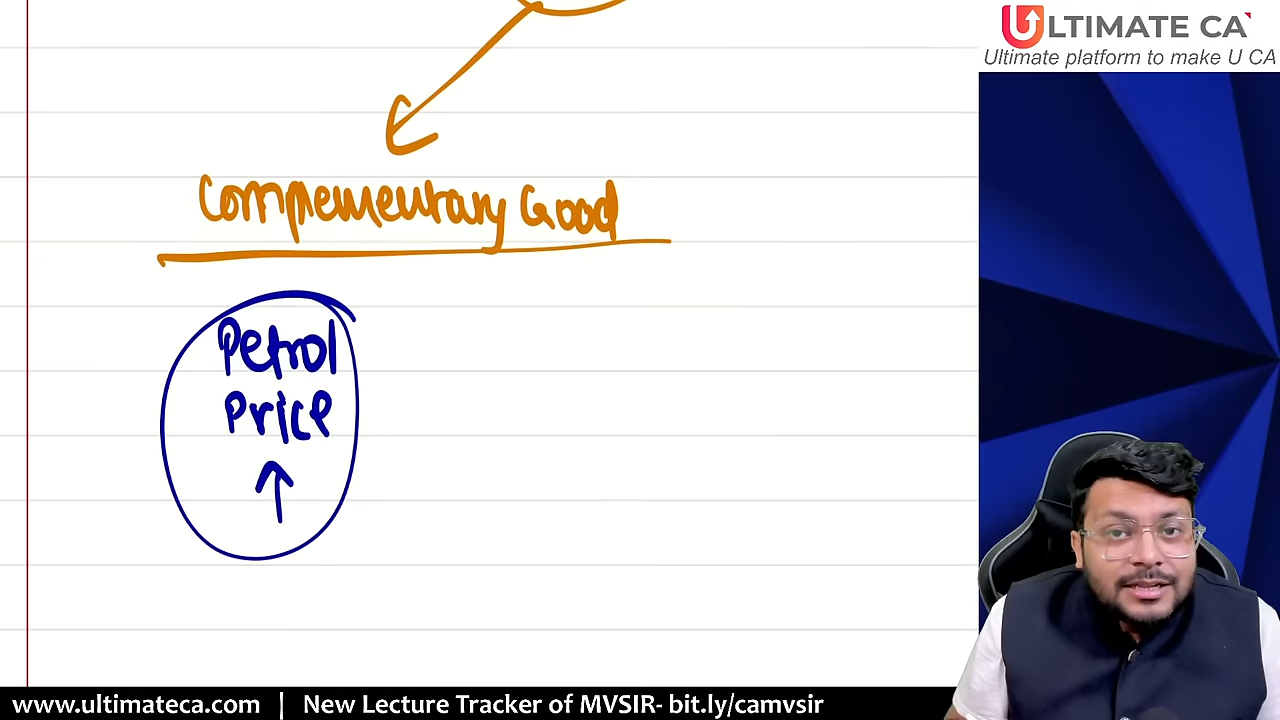 ULTIMATE CA
Ultimate platform to make U CA
Compementary Good
Petrol
Price
↑
www.ultimateca.com | New Lecture Tracker of MVSIR- bit.ly/camvsir